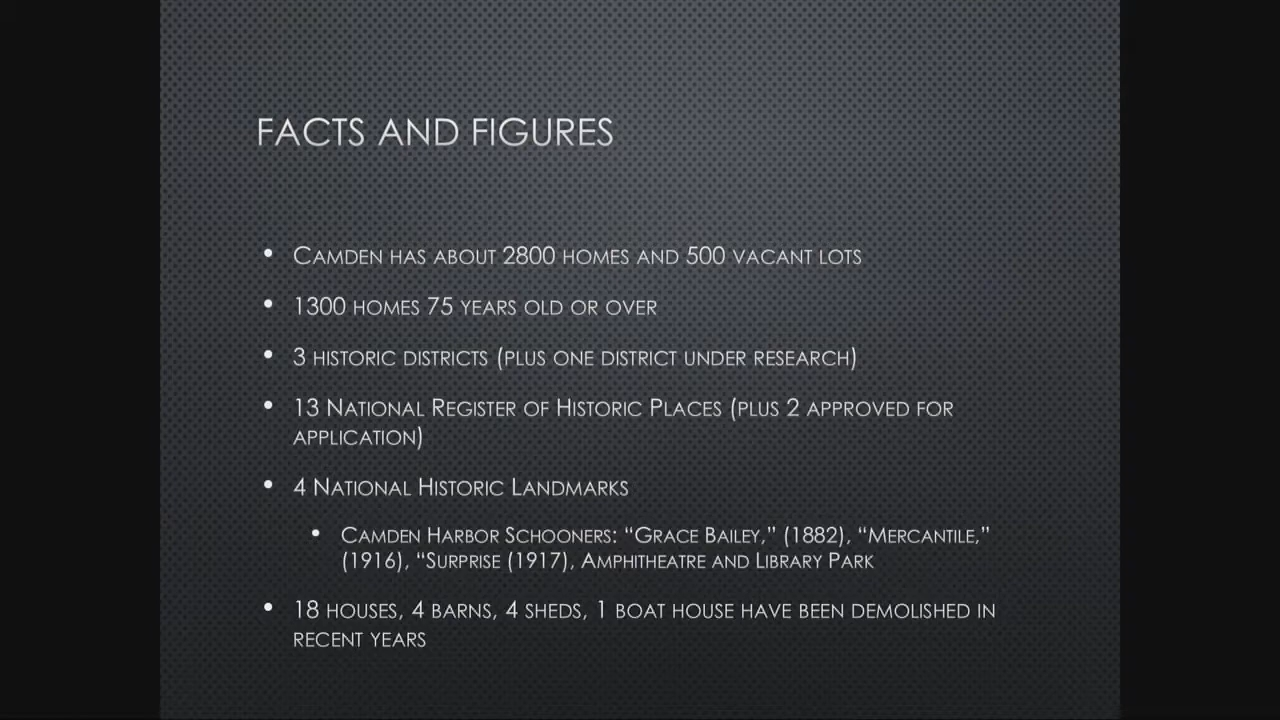 FACTS AND FIGURES
• CAMDEN HAS ABOUT 2800 HOMES AND 500 VACANT LOTS
• 1300 HOMES 75 YEARS OLD OR OVER
• 3 HISTORIC DISTRICTS (PLUS ONE DISTRICT UNDER RESEARCH)
• 13 NATIONAL REGISTER OF HISTORIC PLACES (PLUS 2 APPROVED FOR
APPLICATION)
• 4 NATIONAL HISTORIC LANDMARKS
• CAMDEN HARBOR SCHOONERS: “GRACE BAILEY,” (1882), “MERCANTILE,”
(1916), “SURPRISE (1917), AMPHITHEATRE AND LIBRARY PARK
• 18 HOUSES, 4 BARNS, 4 SHEDS, 1 BOAT HOUSE HAVE BEEN DEMOLISHED IN
RECENT YEARS